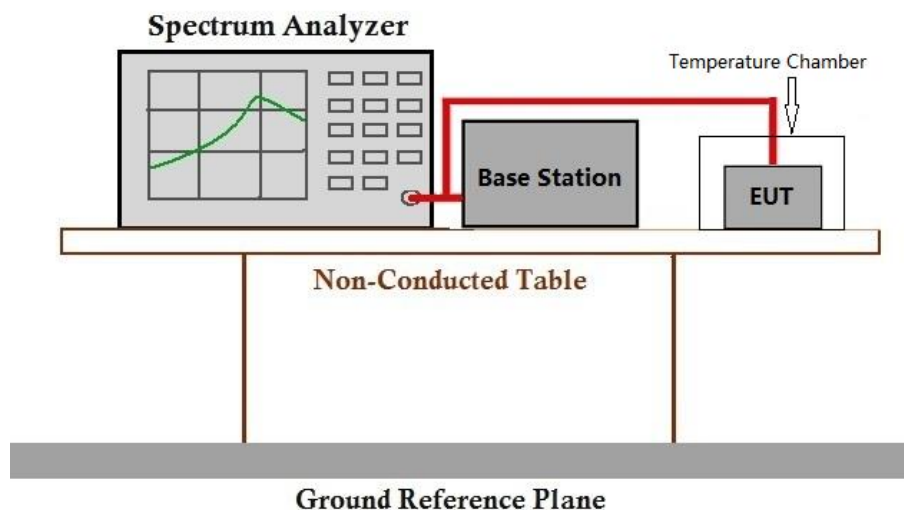 Spectrum Analyzer
Temperature Chamber
Base Station
EUT
Non-Conducted Table
Ground Reference Plane